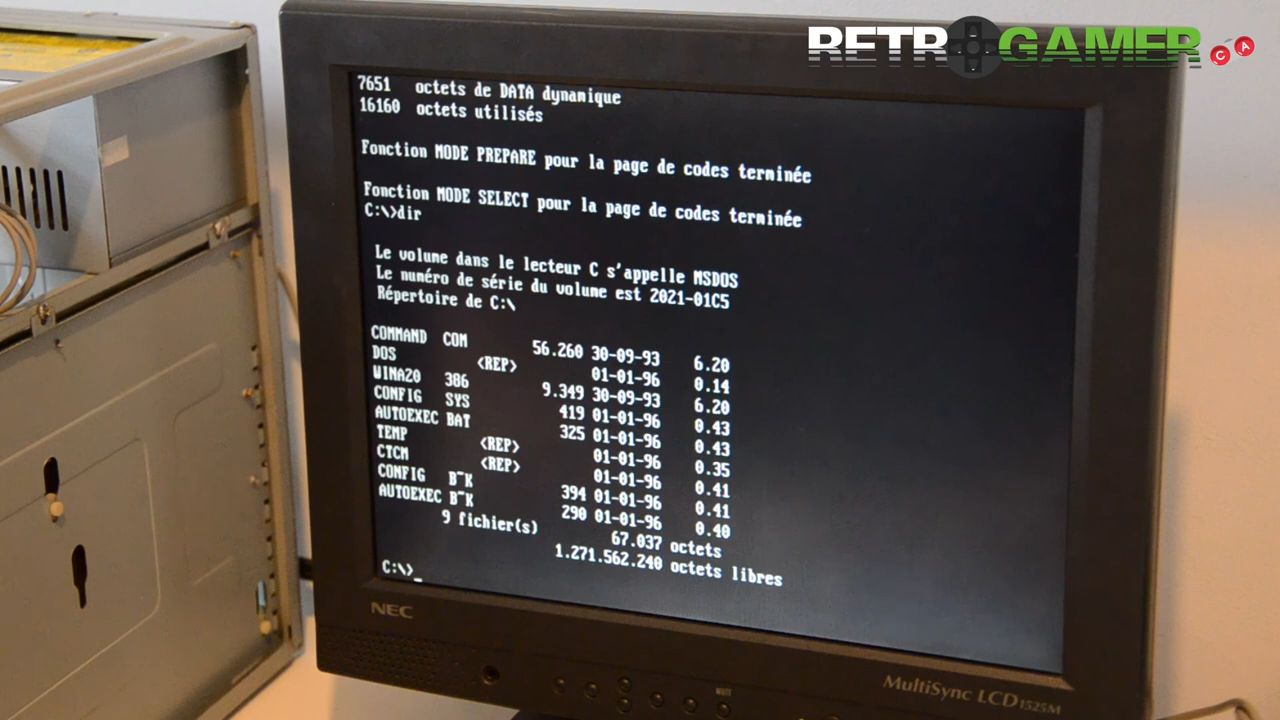 RETROGAMER CA
7651 octets de DATA dynamique
16160 octets utilisés
Fonction MODE PREPARE pour la page de codes terminée
Fonction MODE SELECT pour la page de codes terminée
C:\>dir
Le volume dans le lecteur C s'appelle MSDOS
Le numéro de série du volume est 2021-01C5
Répertoire de C:\
COMMAND COM 56.260 30-09-93 6.20
DOS <REP> 01-01-96 0.14
WINA20 386 9.349 30-09-93 6.20
CONFIG SYS 419 01-01-96 0.43
AUTOEXEC BAT 325 01-01-96 0.43
TEMP <REP> 01-01-96 0.35
CTCM <REP> 01-01-96 0.41
CONFIG B~K 394 01-01-96 0.41
AUTOEXEC B~K 290 01-01-96 0.40
9 fichier(s) 67.037 octets
1.271.562.240 octets libres
C:\>_
NEC
MUTE
MultiSync LCD1525M